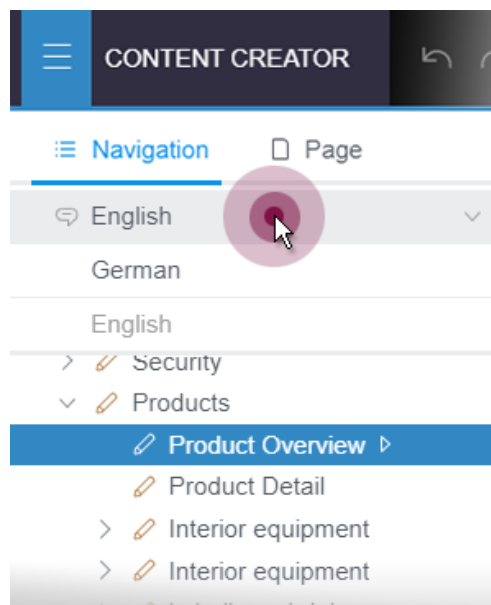 CONTENT CREATOR
Navigation Page
English
German
English
Security
Products
Product Overview
Product Detail
Interior equipment
Interior equipment